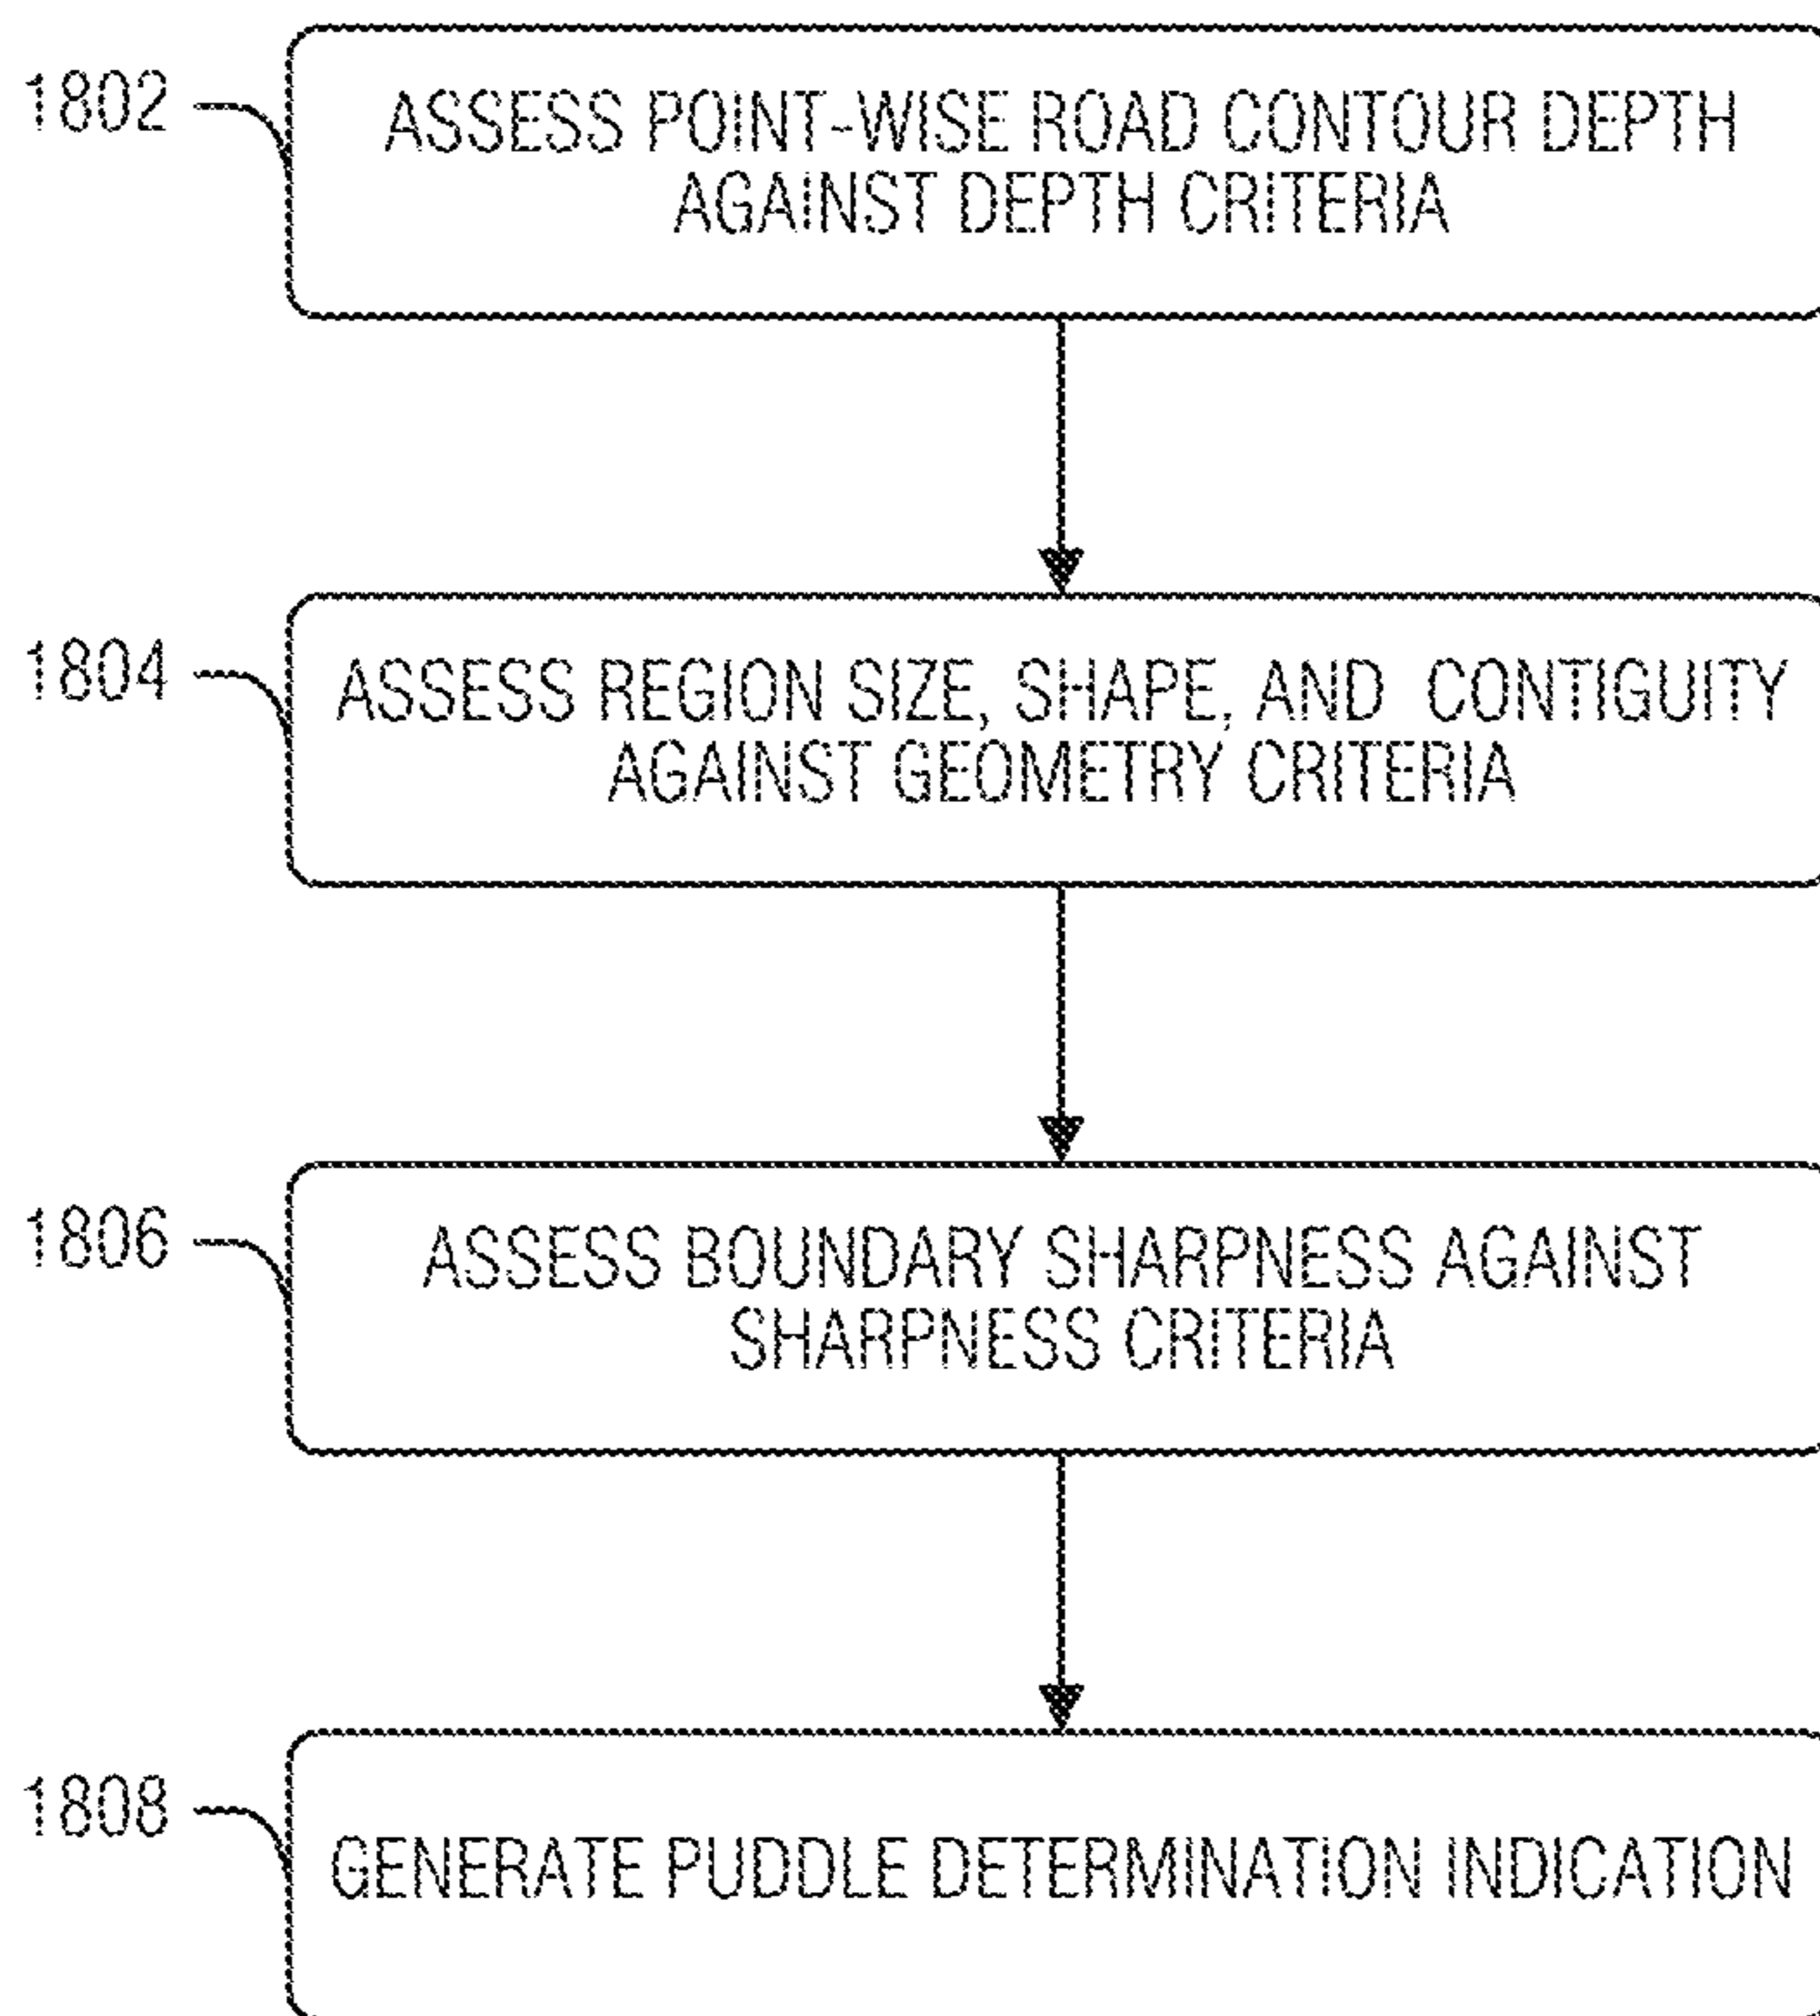 1802
ASSESS POINT-WISE ROAD CONTOUR DEPTH
AGAINST DEPTH CRITERIA
1804
ASSESS REGION SIZE, SHAPE, AND CONTIGUITY
AGAINST GEOMETRY CRITERIA
1806
ASSESS BOUNDARY SHARPNESS AGAINST
SHARPNESS CRITERIA
1808
GENERATE PUDDLE DETERMINATION INDICATION